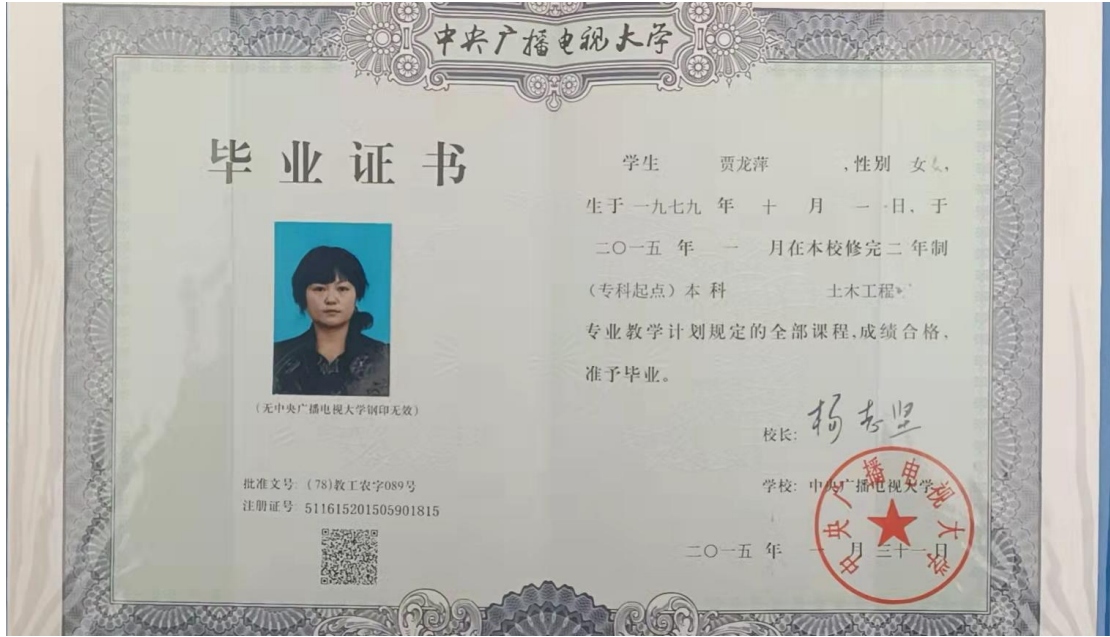 中央广播电视大学
毕业证书
(无中央广播电视大学钢印无效)
批准文号:(78)教工农字089号
注册证号 511615201505901815
学生 贾龙萍 ,性别 女,
生于 一九七九 年 十 月 一 日, 于
二〇一五 年 一 月在本校修完 二 年制
(专科起点)本 科 土木工程
专业教学计划规定的全部课程,成绩合格,
准予毕业。
校长: 杨志坚
学校: 中央广播电视大学
二〇一五 年 一 月 三十一 日
中央广播电视大学